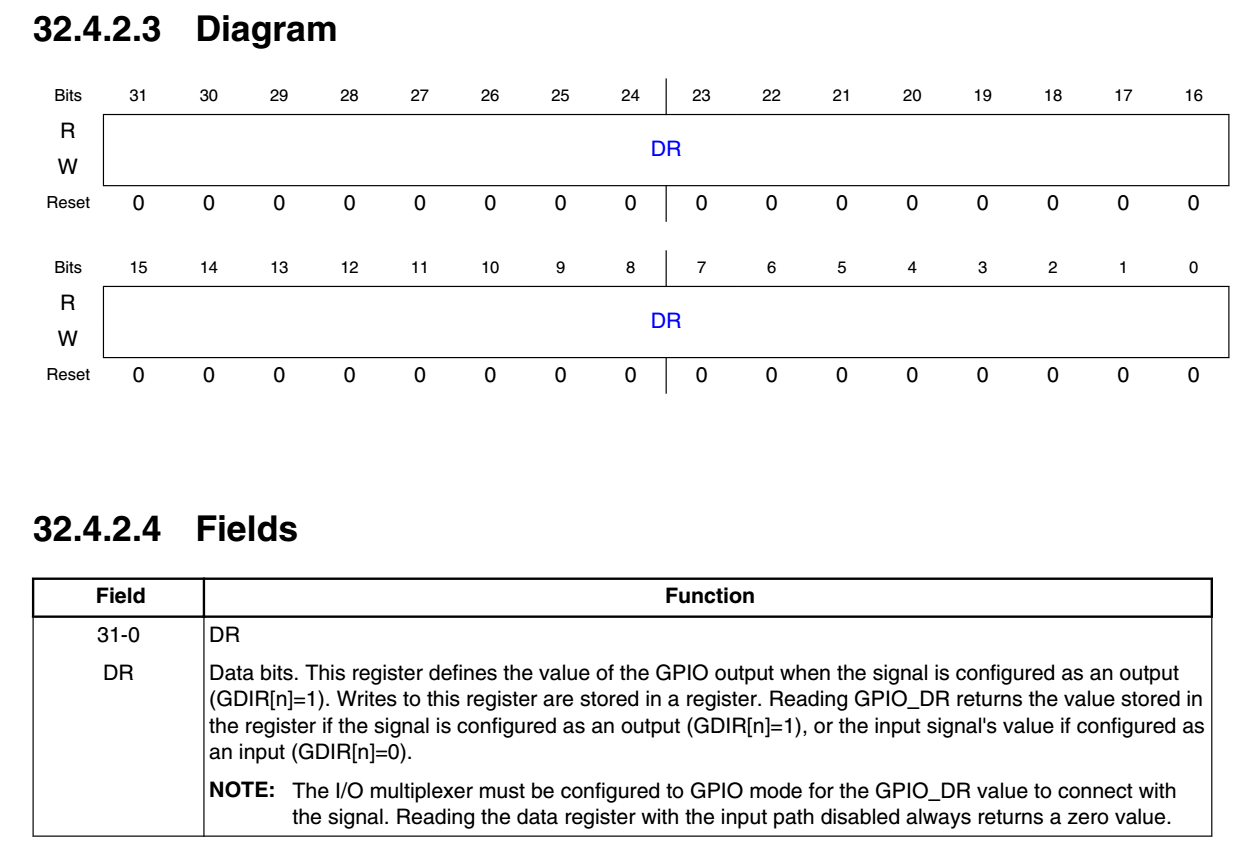 32.4.2.3 Diagram
Bits 31 30 29 28 27 26 25 24 23 22 21 20 19 18 17 16
R
DR
W
Reset 0 0 0 0 0 0 0 0 0 0 0 0 0 0 0 0
Bits 15 14 13 12 11 10 9 8 7 6 5 4 3 2 1 0
R
DR
W
Reset 0 0 0 0 0 0 0 0 0 0 0 0 0 0 0 0
32.4.2.4 Fields
Field Function
31-0 DR
DR Data bits. This register defines the value of the GPIO output when the signal is configured as an output
(GDIR[n]=1). Writes to this register are stored in a register. Reading GPIO_DR returns the value stored in
the register if the signal is configured as an output (GDIR[n]=1), or the input signal's value if configured as
an input (GDIR[n]=0).
NOTE: The I/O multiplexer must be configured to GPIO mode for the GPIO_DR value to connect with
the signal. Reading the data register with the input path disabled always returns a zero value.